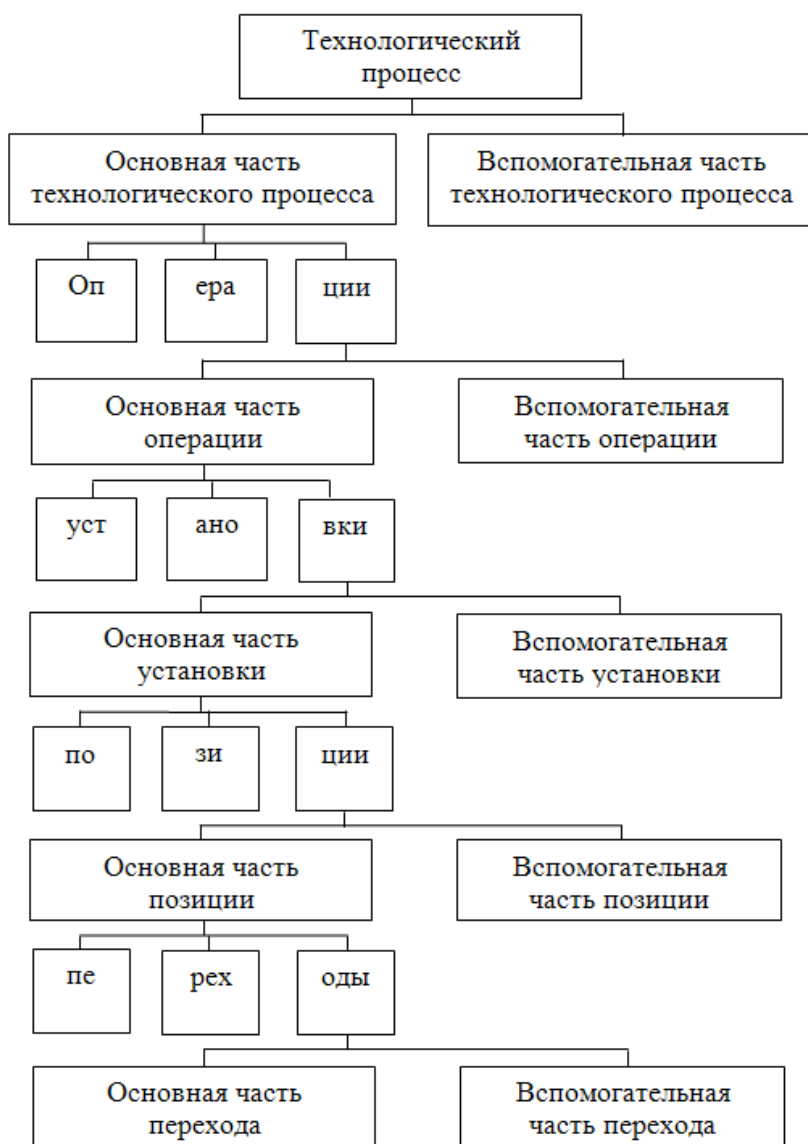 Технологический
процесс
Основная часть
технологического процесса
Вспомогательная часть
технологического процесса
Оп
ера
ции
Основная часть
операции
Вспомогательная
часть операции
уст
ано
вки
Основная часть
установки
Вспомогательная
часть установки
по
зи
ции
Основная часть
позиции
Вспомогательная
часть позиции
пе
рех
оды
Основная часть
перехода
Вспомогательная
часть перехода